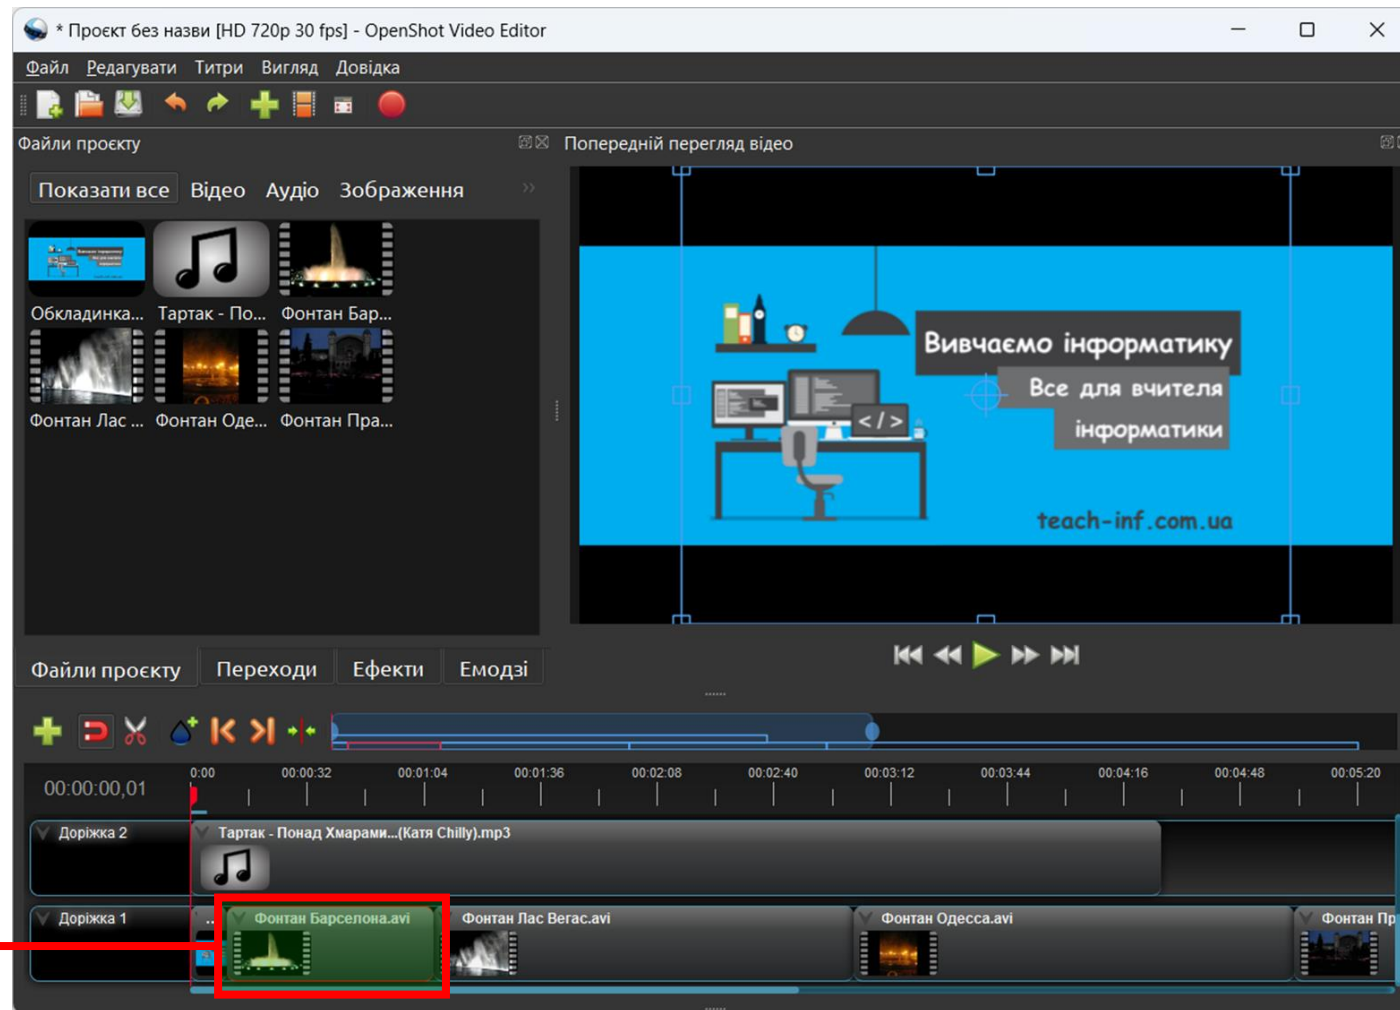 * Проєкт без назви [HD 720p 30 fps] - OpenShot Video Editor
Файл Редагувати Титри Вигляд Довідка
Файли проєкту
Попередній перегляд відео
Показати все Відео Аудіо Зображення
Обкладинка... Тартак - По... Фонтан Бар...
Фонтан Лас ... Фонтан Оде... Фонтан Пра...
Вивчаємо інформатику
Все для вчителя
інформатики
teach-inf.com.ua
Файли проєкту Переходи Ефекти Емодзі
00:00:00,01
0:00 00:00:32 00:01:04 00:01:36 00:02:08 00:02:40 00:03:12 00:03:44 00:04:16 00:04:48 00:05:20
Доріжка 2
Тартак - Понад Хмарами...(Катя Chilly).mp3
Доріжка 1
... Фонтан Барселона.avi Фонтан Лас Вегас.avi Фонтан Одесса.avi Фонтан Пр